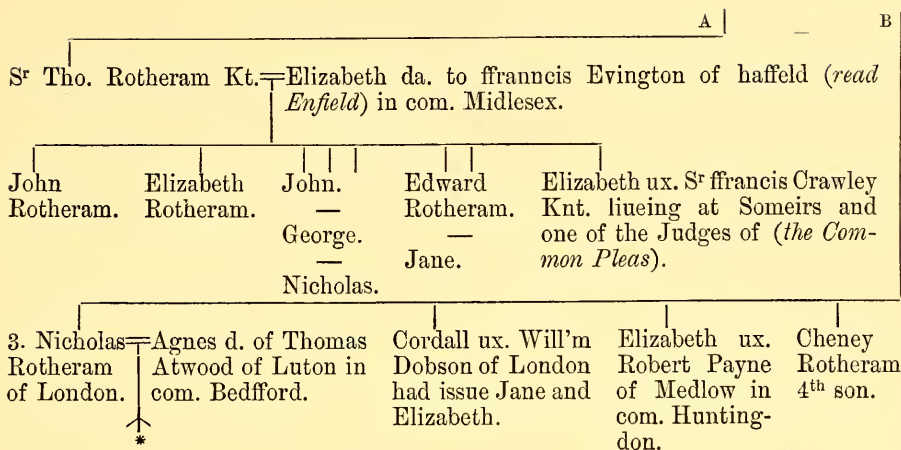 A B
Sʳ Tho. Rotheram Kt. Elizabeth da. to ffranncis Evington of haffeld (read
Enfield) in com. Midlesex.
John
Rotheram.
Elizabeth
Rotheram.
John.
—
George.
—
Nicholas.
Edward
Rotheram.
—
Jane.
Elizabeth ux. Sʳ ffrancis Crawley
Knt. liueing at Someirs and
one of the Judges of (the Com-
mon Pleas).
3. Nicholas
Rotheram
of London.
*
Agnes d. of Thomas
Atwood of Luton in
com. Bedfford.
Cordall ux. Will'm
Dobson of London
had issue Jane and
Elizabeth.
Elizabeth ux.
Robert Payne
of Medlow in
com. Hunting-
don.
Cheney
Rotheram
4ᵗʰ son.